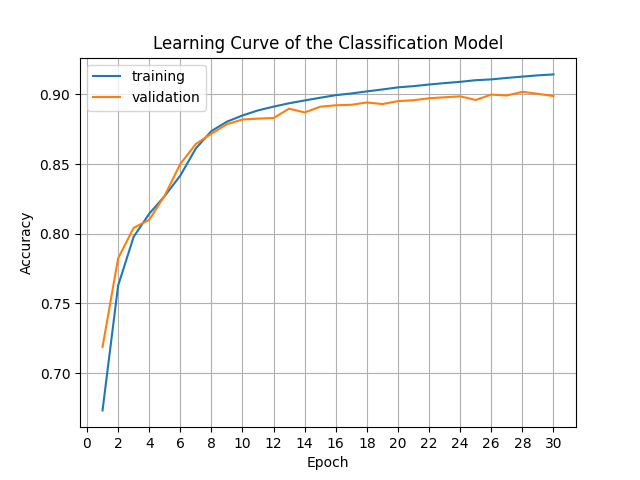 Learning Curve of the Classification Model
training
validation
0.90
0.85
0.80
0.75
0.70
Accuracy
0 2 4 6 8 10 12 14 16 18 20 22 24 26 28 30
Epoch